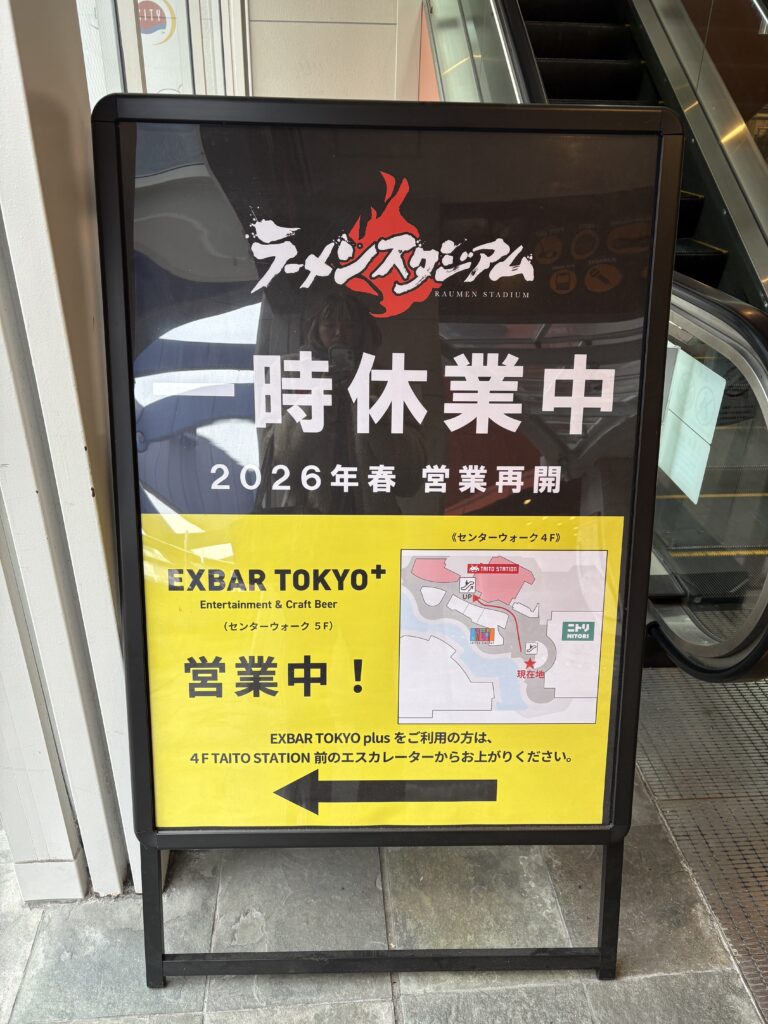 CITY
ラーメンスタジアム
RAUMEN STADIUM
一時休業中
2026年春 営業再開
《センターウォーク4F》
EXBAR TOKYO+
Entertainment & Craft Beer
（センターウォーク 5F）
営業中！
TAITO STATION
UP
ニトリ
NITORI
現在地
EXBAR TOKYO plus をご利用の方は、
4F TAITO STATION 前のエスカレーターからお上がりください。